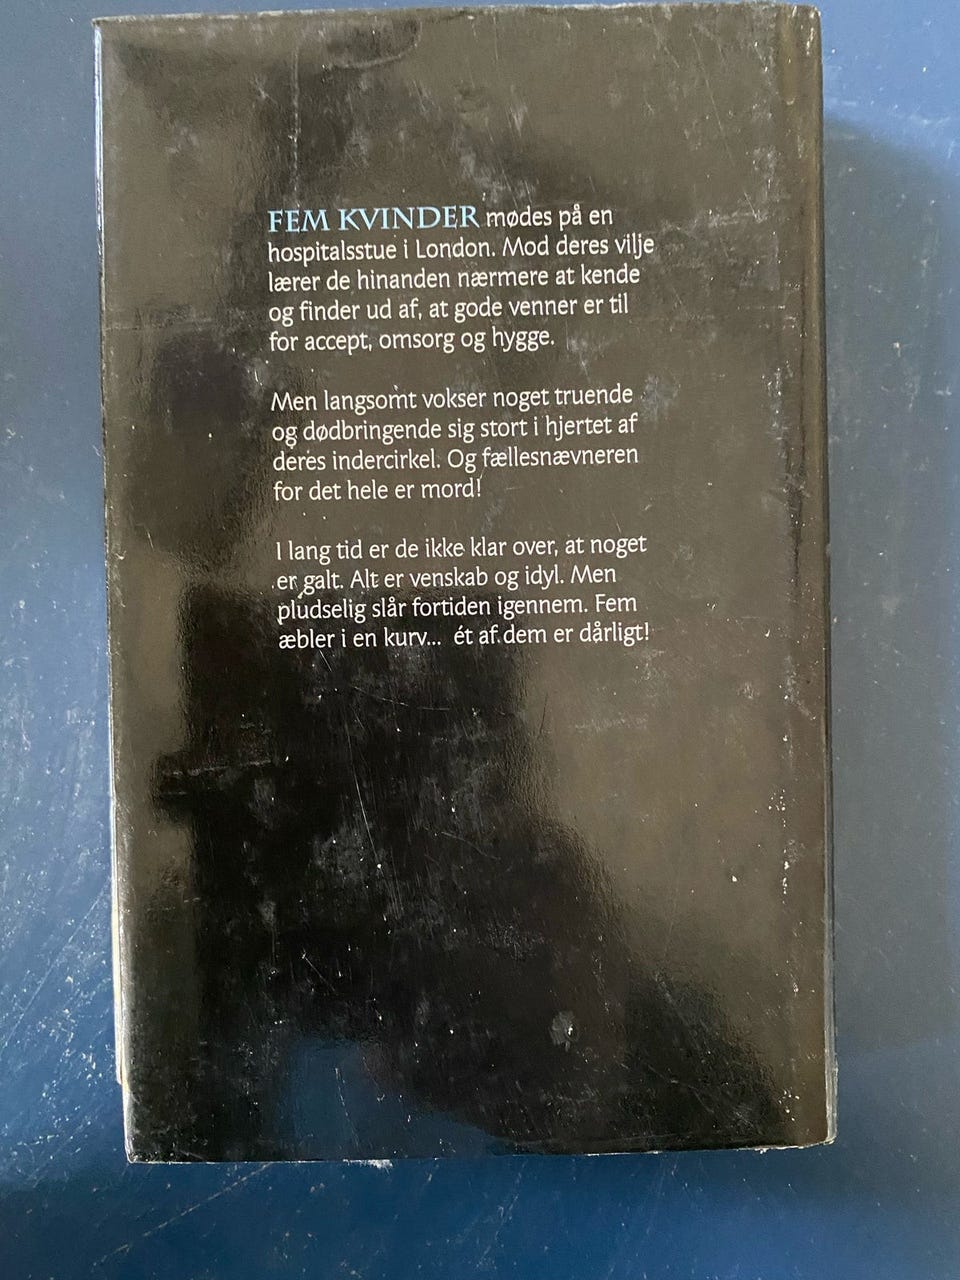 FEM KVINDER mødes på en
hospitalsstue i London. Mod deres vilje
lærer de hinanden nærmere at kende
og finder ud af, at gode venner er til
for accept, omsorg og hygge.
Men langsomt vokser noget truende
og dødbringende sig stort i hjertet af
deres indercirkel. Og fællesnævneren
for det hele er mord!
I lang tid er de ikke klar over, at noget
er galt. Alt er venskab og idyl. Men
pludselig slår fortiden igennem. Fem
æbler i en kurv... ét af dem er dårligt!